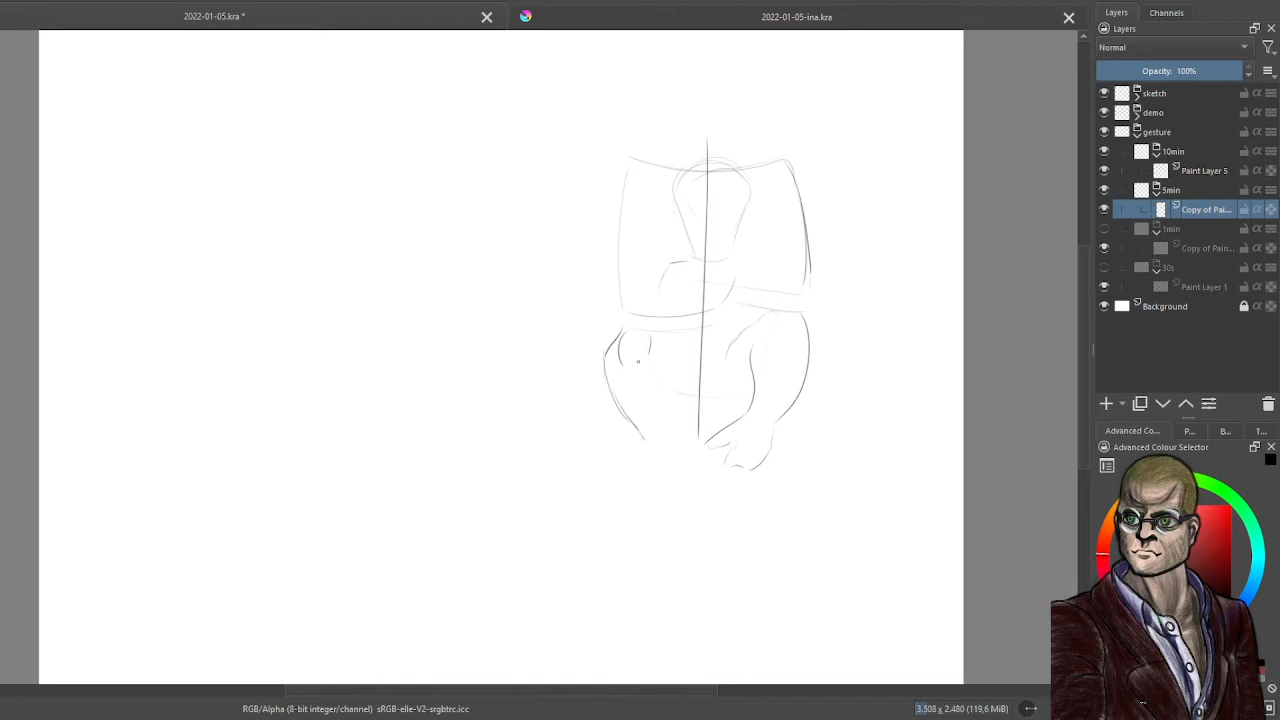 2022-01-05.kra *
2022-01-05-ina.kra
Layers
Channels
Layers
Normal
Opacity: 100%
sketch
demo
gesture
10min
Paint Layer 5
5min
Copy of Pai...
1min
Copy of Pain...
30s
Paint Layer 1
Background
Advanced Co...
P...
B...
T...
Advanced Colour Selector
RGB/Alpha (8-bit integer/channel) sRGB-elle-V2-srgbtrc.icc
3.508 x 2.480 (119,6 MiB)